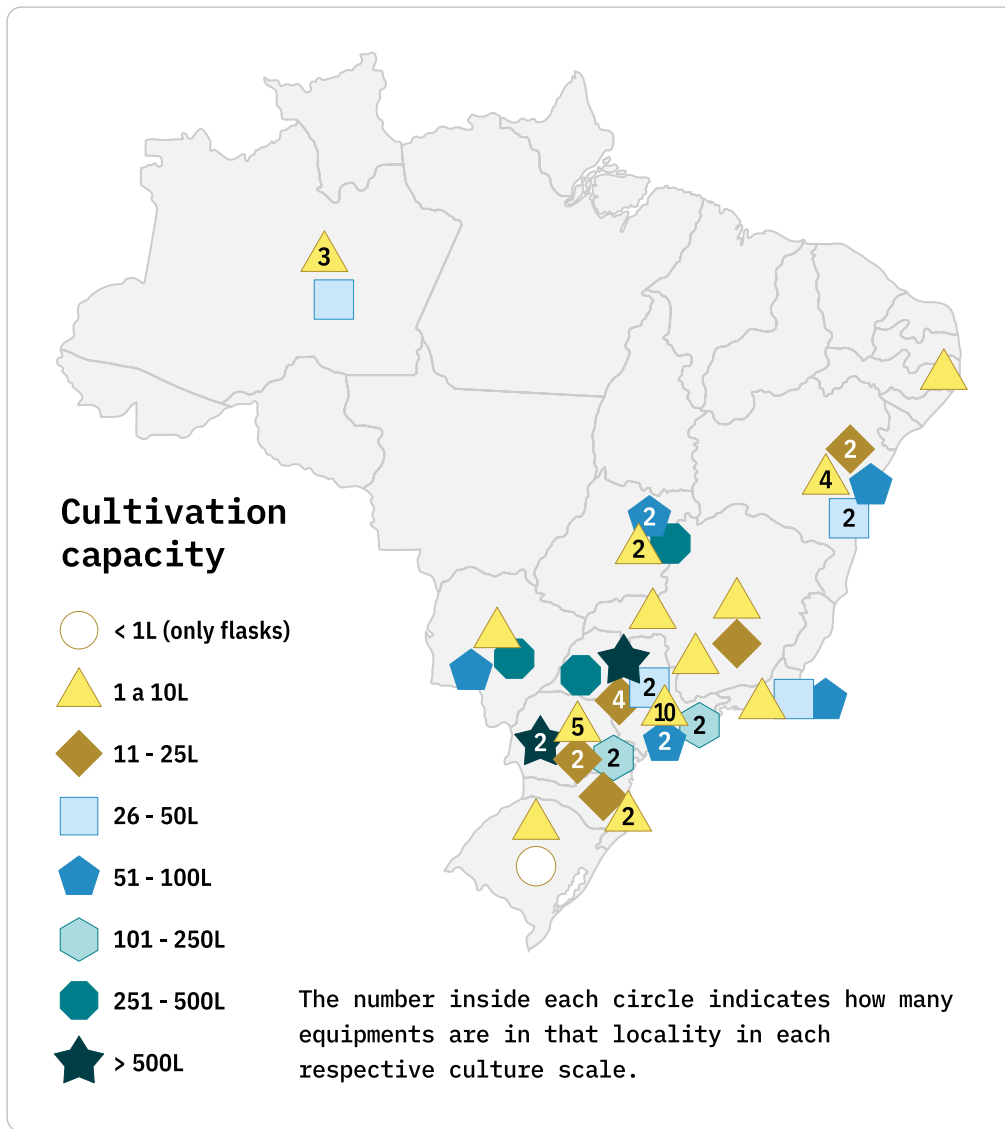 3
2
4
2
2
2
2
4
10
2
2
5
2
2
2
2
Cultivation
capacity
< 1L (only flasks)
1 a 10L
11 - 25L
26 - 50L
51 - 100L
101 - 250L
251 - 500L
> 500L
The number inside each circle indicates how many
equipments are in that locality in each
respective culture scale.